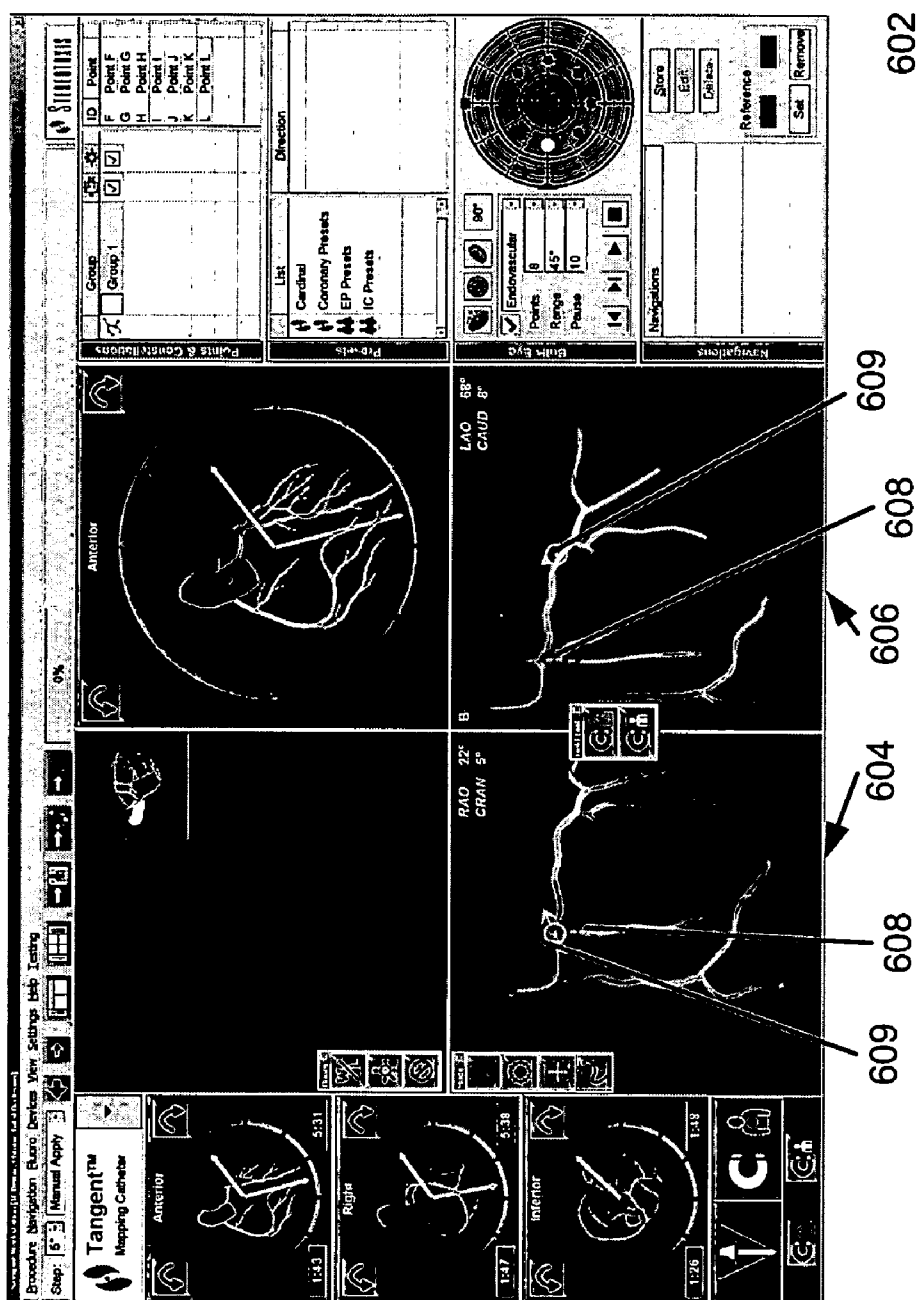 Procedure Navigation Fluoro Devices View Settings Help Testing
Step: 5° Manual Apply
0%
STEREOTAXIS
Tangent™
Mapping Catheter
Anterior
1:43
5:31
Right
1:47
5:38
Inferior
1:26
1:49
Anterior
RAO 22°
CRAN 5°
B
LAO 68°
CAUD 8°
Points & Constellations
Group
Group 1
ID Point
F Point F
G Point G
H Point H
I Point I
J Point J
K Point K
L Point L
Presets
List
Direction
Cardinal
Coronary Presets
EP Presets
IC Presets
Bulls Eye
90°
Endovascular
Points 8
Range 45°
Pause 10
Navigations
Navigations
Store
Edit
Delete
Reference
Set
Remove
609
608
604
606
608
609
602